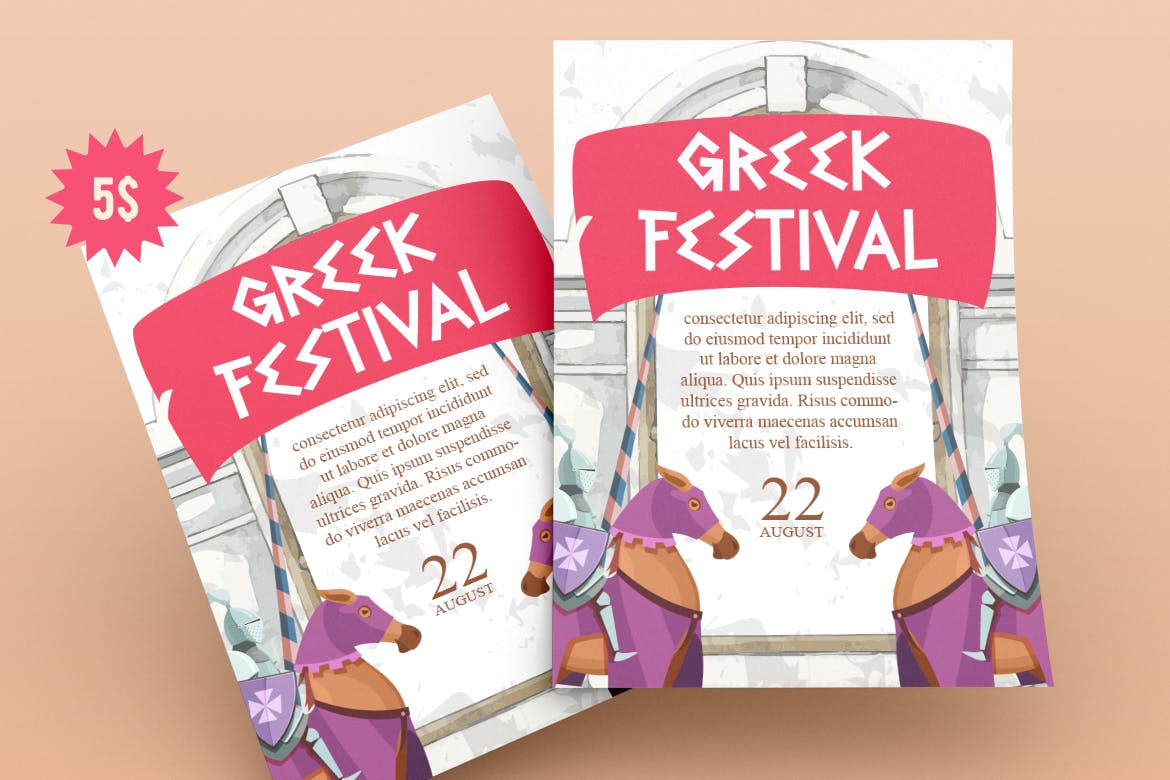 5$
GREEK
FESTIVAL
consectetur adipiscing elit, sed
do eiusmod tempor incididunt
ut labore et dolore magna
aliqua. Quis ipsum suspendisse
ultrices gravida. Risus commo-
do viverra maecenas accumsan
lacus vel facilisis.
22
AUGUST
GREEK
FESTIVAL
consectetur adipiscing elit, sed
do eiusmod tempor incididunt
ut labore et dolore magna
aliqua. Quis ipsum suspendisse
ultrices gravida. Risus commo-
do viverra maecenas accumsan
lacus vel facilisis.
22
AUGUST